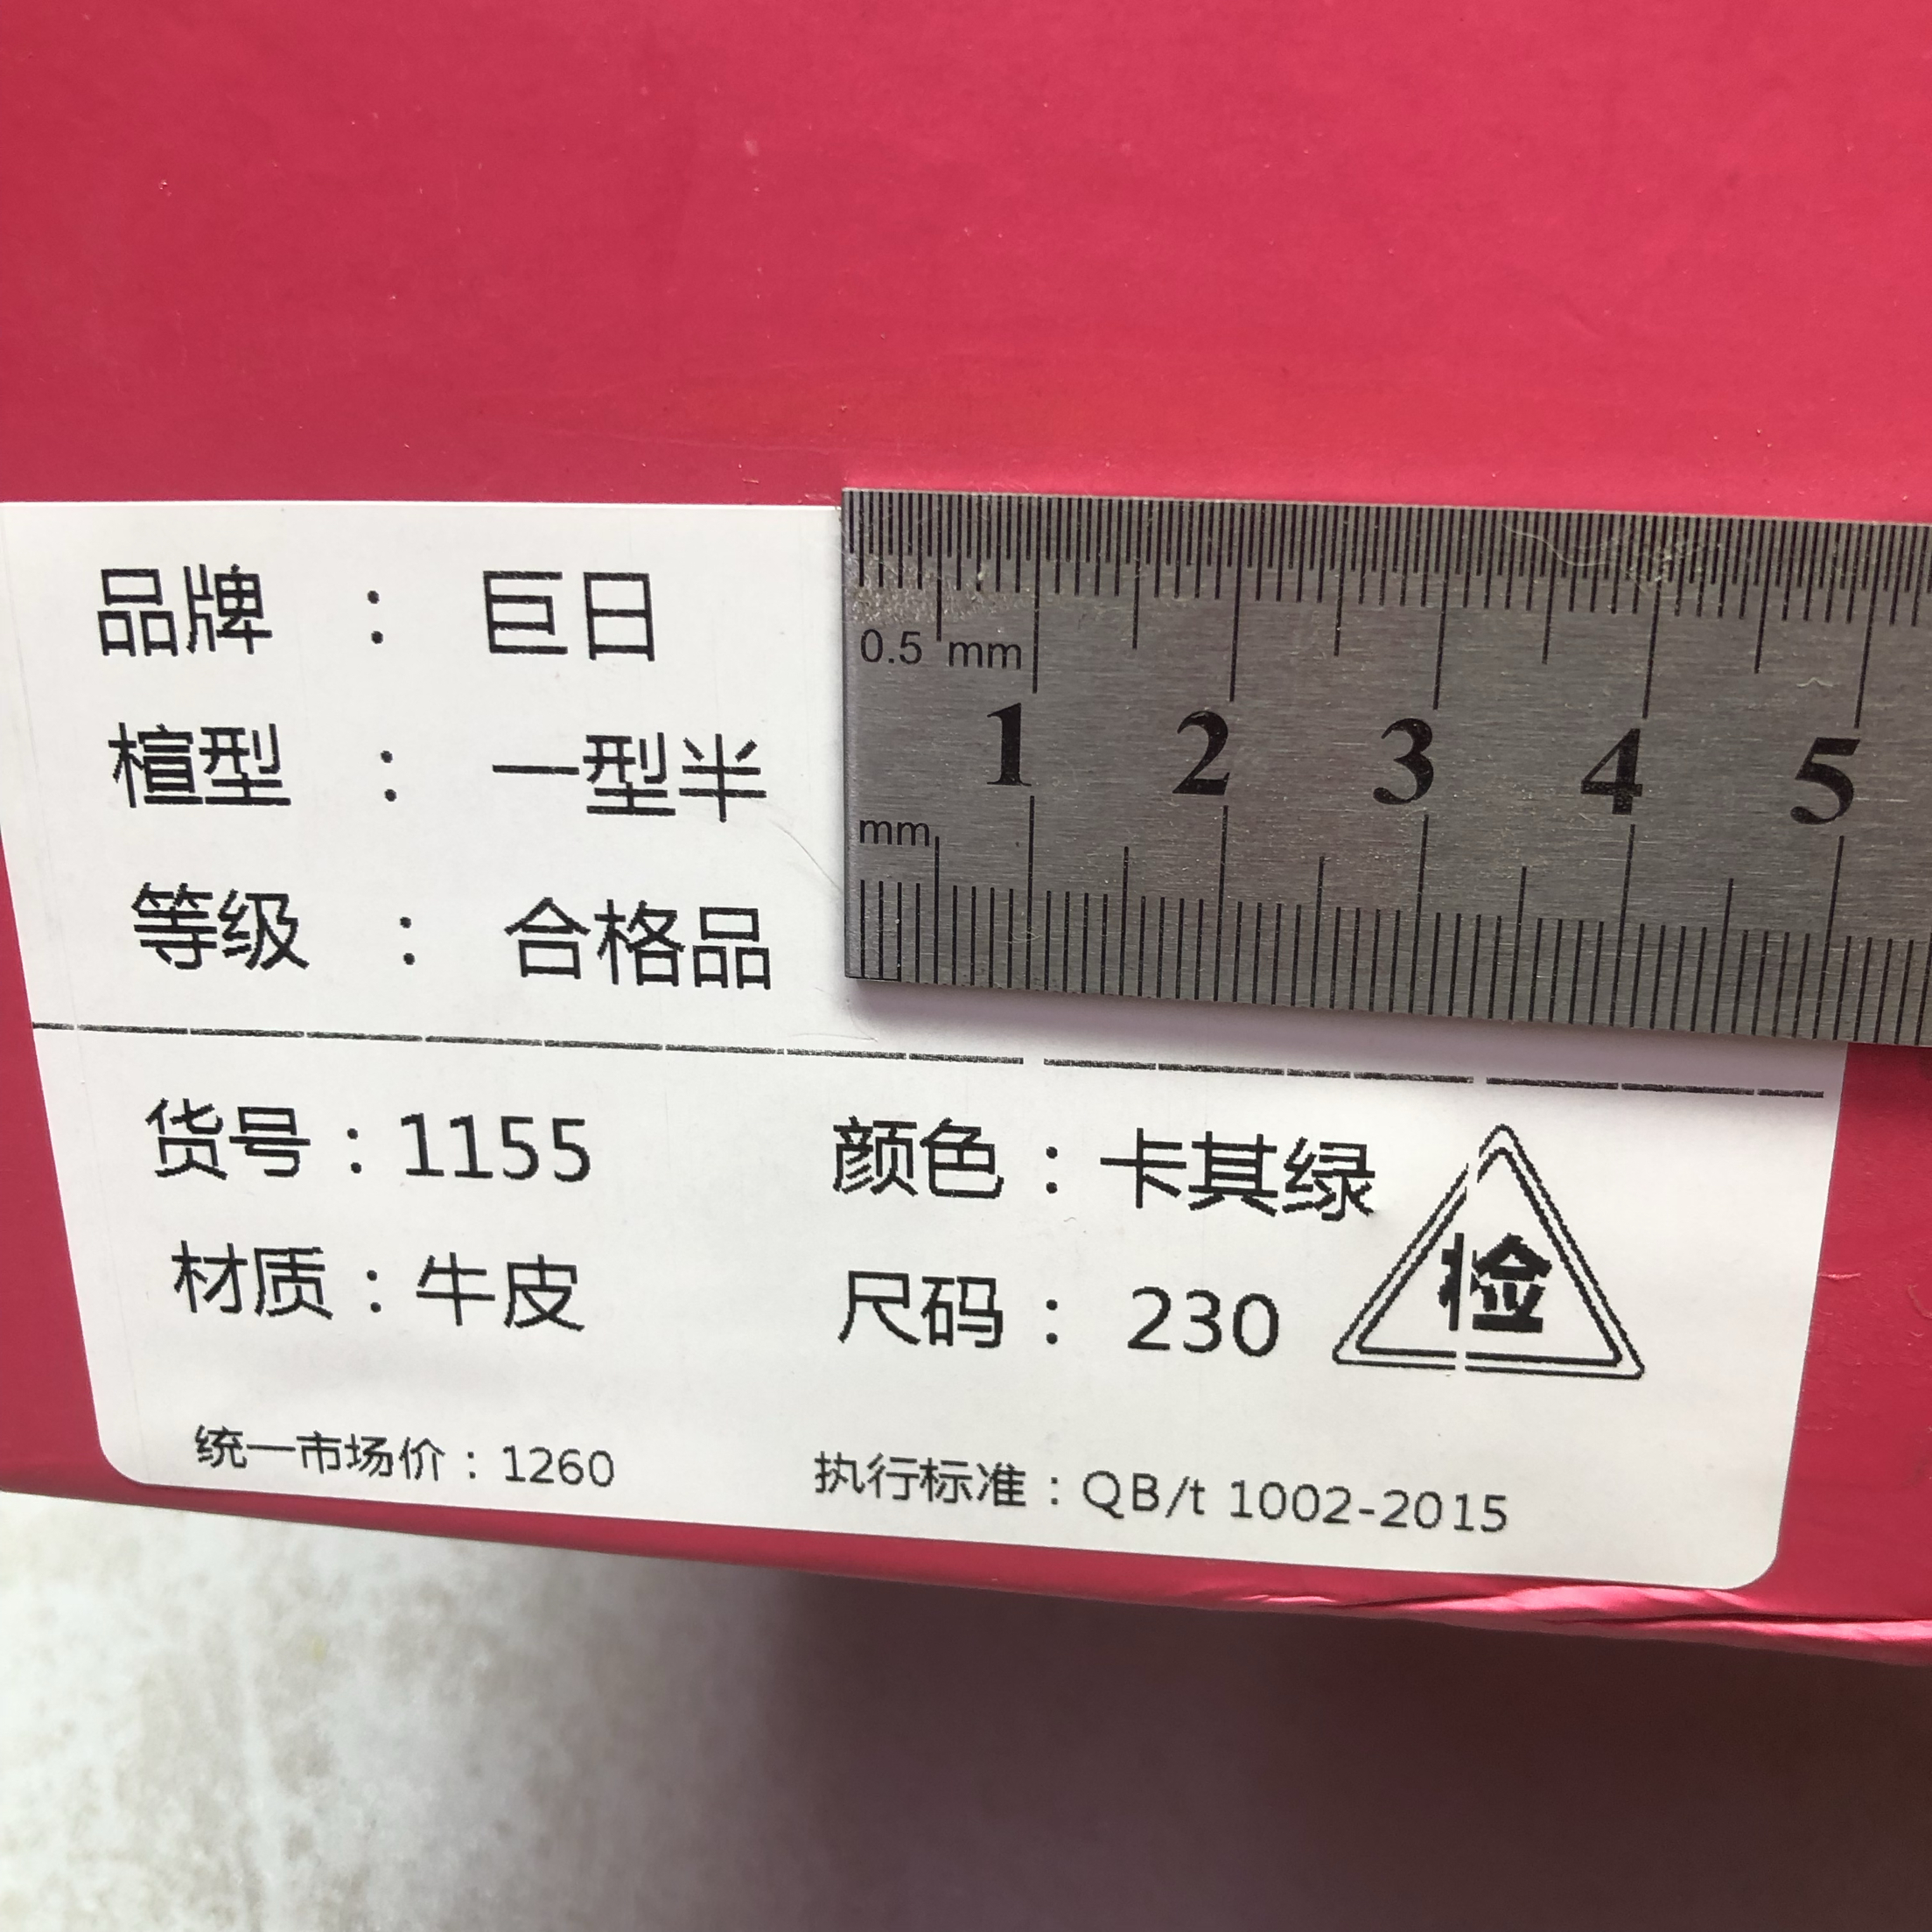 品牌 : 巨日
楦型 : 一型半
等级 : 合格品
0.5 mm
1 2 3 4 5
mm
货号:1155 颜色:卡其绿
材质:牛皮 尺码: 230
检
统一市场价:1260 执行标准:QB/t 1002-2015